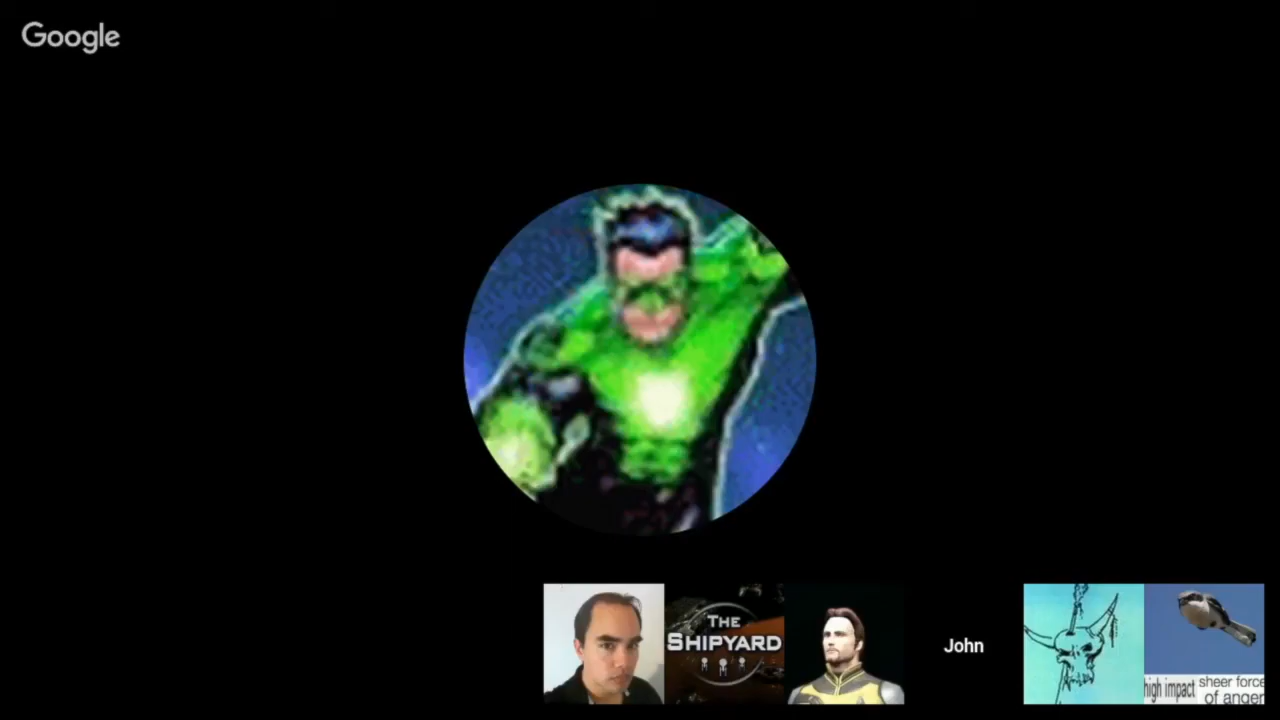 Google
THE
SHIPYARD
John
high impact
sheer force
of anger